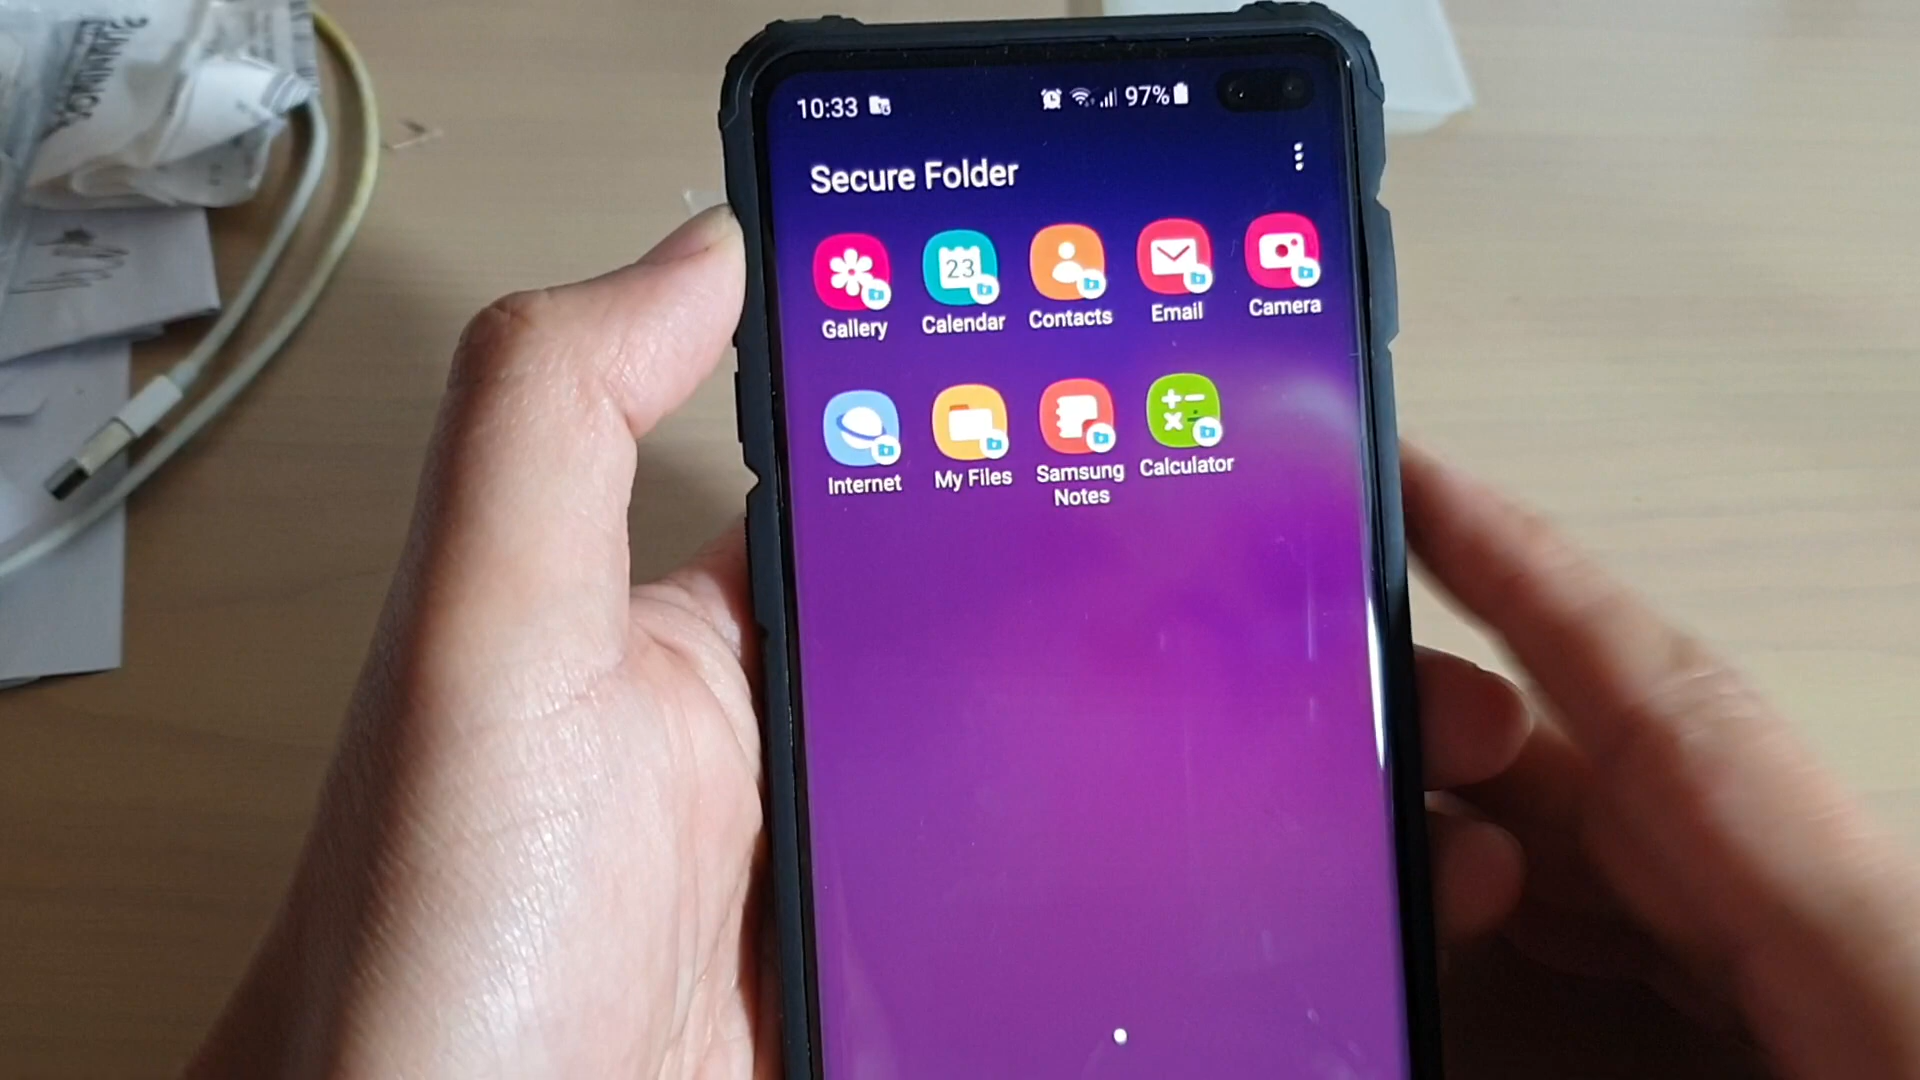 10:33 97%
Secure Folder
23
Gallery Calendar Contacts Email Camera
Internet My Files Samsung Notes Calculator